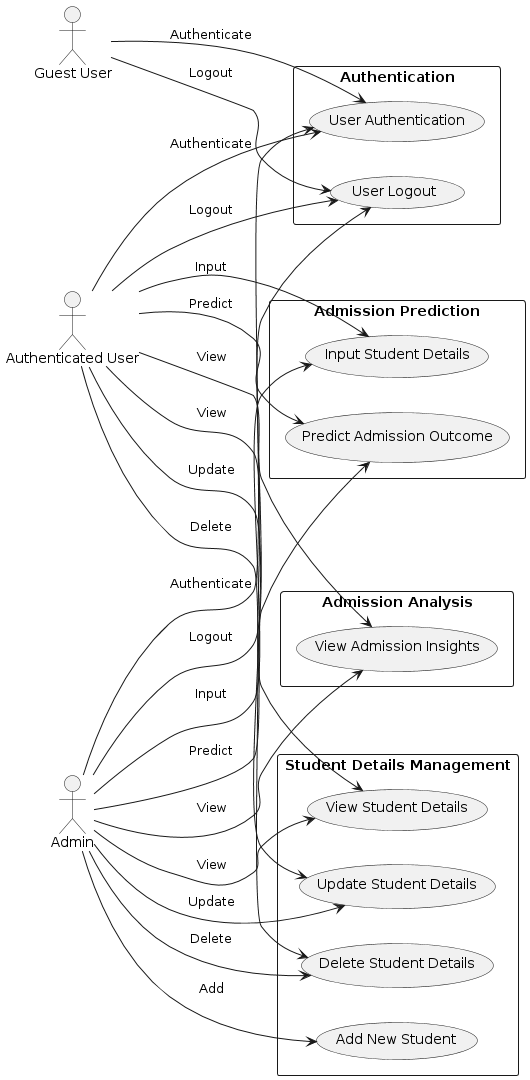 Guest User
Authenticate
Logout
Authentication
User Authentication
User Logout
Authenticate
Logout
Input
Predict
View
View
Update
Delete
Authenticated User
Admission Prediction
Input Student Details
Predict Admission Outcome
Authenticate
Logout
Input
Predict
View
View
Update
Delete
Add
Admin
Admission Analysis
View Admission Insights
Student Details Management
View Student Details
Update Student Details
Delete Student Details
Add New Student